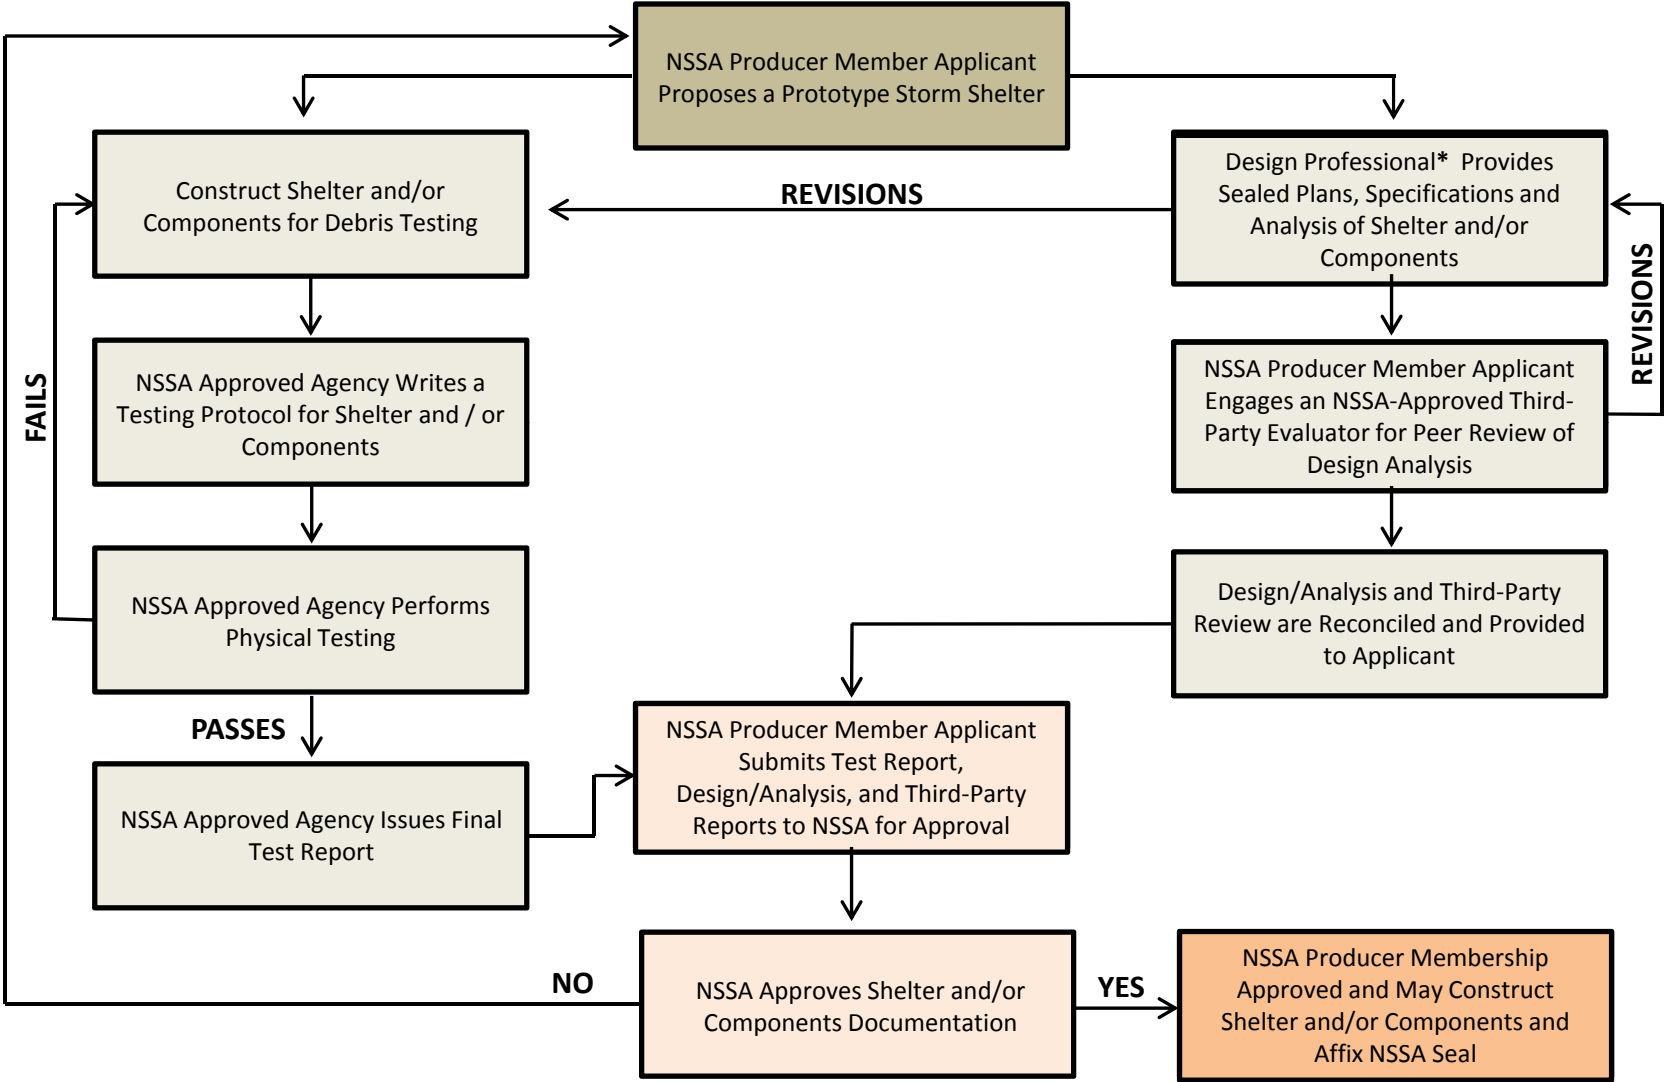 NSSA Producer Member Applicant
Proposes a Prototype Storm Shelter
Construct Shelter and/or
Components for Debris Testing
REVISIONS
Design Professional* Provides
Sealed Plans, Specifications and
Analysis of Shelter and/or
Components
REVISIONS
FAILS
NSSA Approved Agency Writes a
Testing Protocol for Shelter and / or
Components
NSSA Producer Member Applicant
Engages an NSSA-Approved Third-
Party Evaluator for Peer Review of
Design Analysis
NSSA Approved Agency Performs
Physical Testing
Design/Analysis and Third-Party
Review are Reconciled and Provided
to Applicant
PASSES
NSSA Approved Agency Issues Final
Test Report
NSSA Producer Member Applicant
Submits Test Report,
Design/Analysis, and Third-Party
Reports to NSSA for Approval
NO
NSSA Approves Shelter and/or
Components Documentation
YES
NSSA Producer Membership
Approved and May Construct
Shelter and/or Components and
Affix NSSA Seal